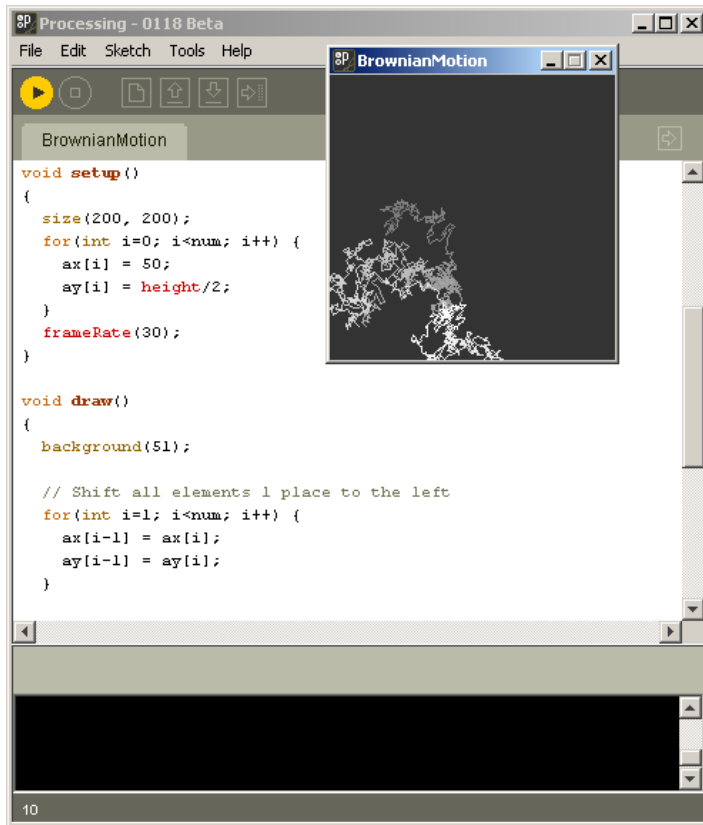 Processing - 0118 Beta
File Edit Sketch Tools Help
BrownianMotion
BrownianMotion
void setup()
{
  size(200, 200);
  for(int i=0; i<num; i++) {
    ax[i] = 50;
    ay[i] = height/2;
  }
  frameRate(30);
}

void draw()
{
  background(51);

  // Shift all elements 1 place to the left
  for(int i=1; i<num; i++) {
    ax[i-1] = ax[i];
    ay[i-1] = ay[i];
  }
10